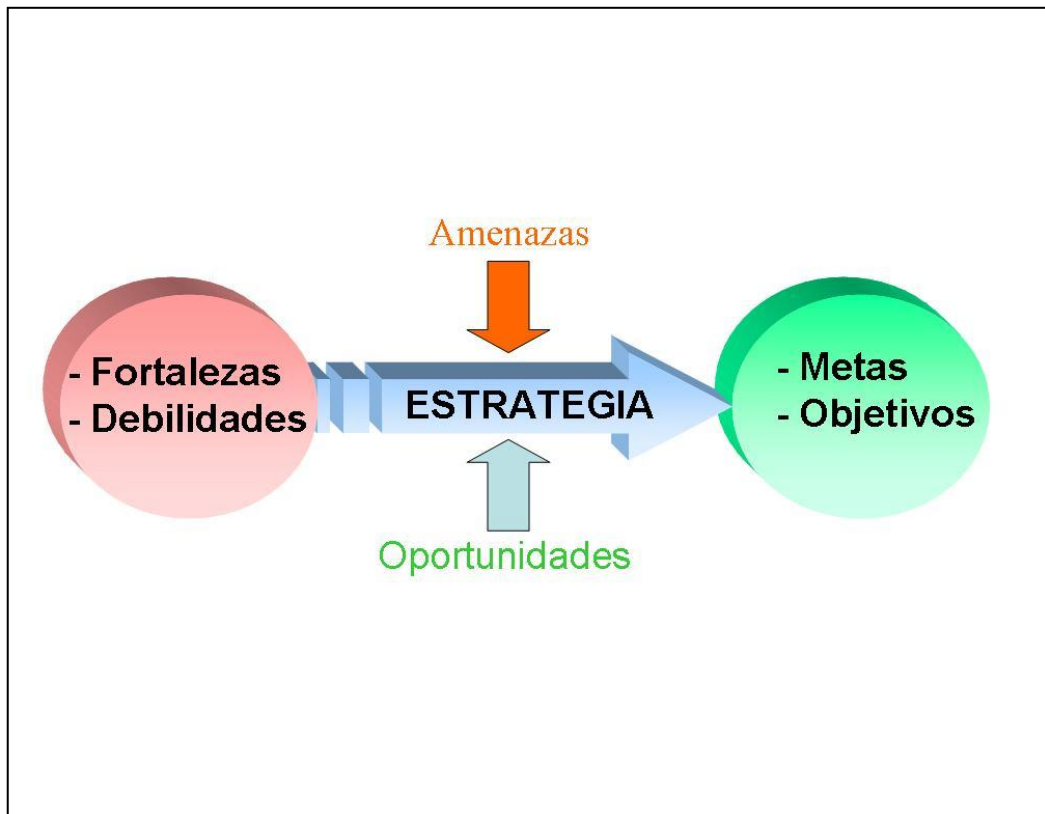 Amenazas
- Fortalezas
- Debilidades
ESTRATEGIA
- Metas
- Objetivos
Oportunidades